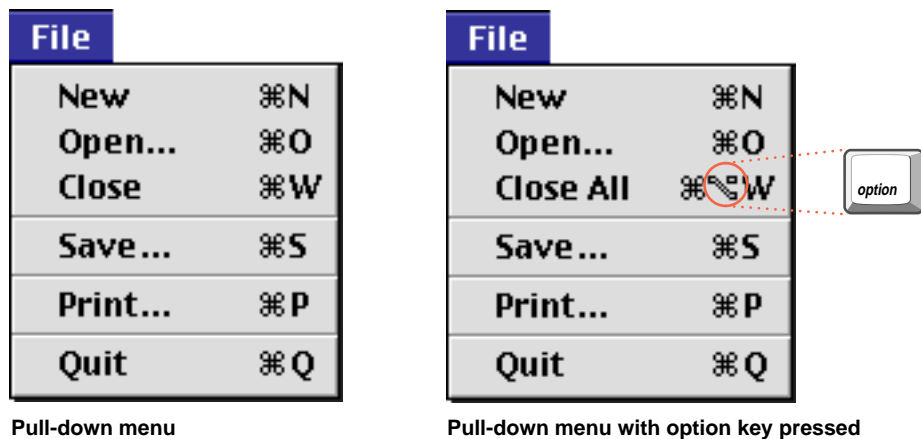 File
New ⌘N
Open... ⌘O
Close ⌘W
Save... ⌘S
Print... ⌘P
Quit ⌘Q
Pull-down menu
File
New ⌘N
Open... ⌘O
Close All ⌘⌥W
Save... ⌘S
Print... ⌘P
Quit ⌘Q
option
Pull-down menu with option key pressed